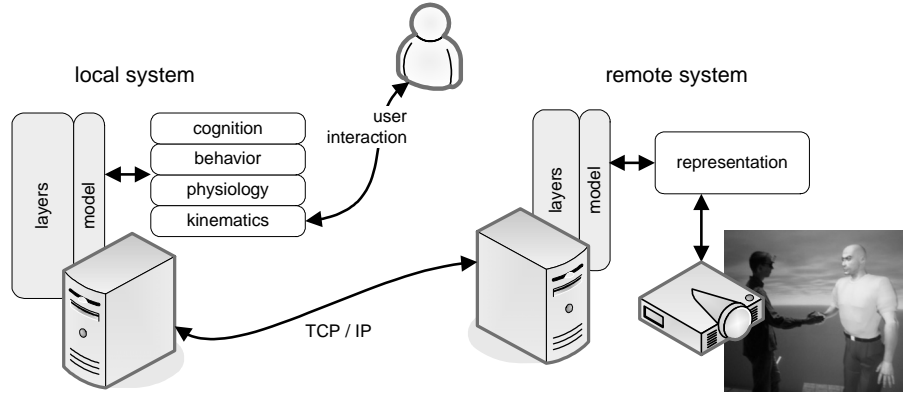 local system
remote system
user
interaction
layers
model
cognition
behavior
physiology
kinematics
layers
model
representation
TCP / IP